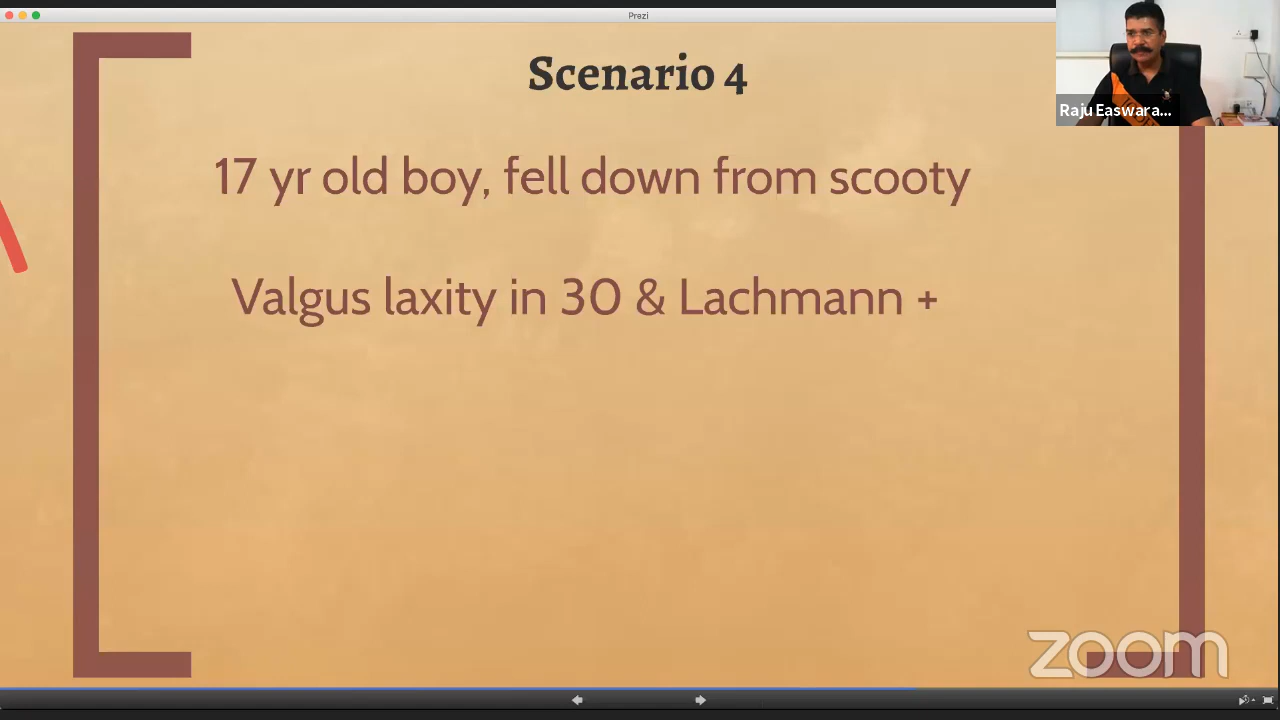 Prezi
Scenario 4
Raju Easwara...
17 yr old boy, fell down from scooty
Valgus laxity in 30 & Lachmann +
zoom